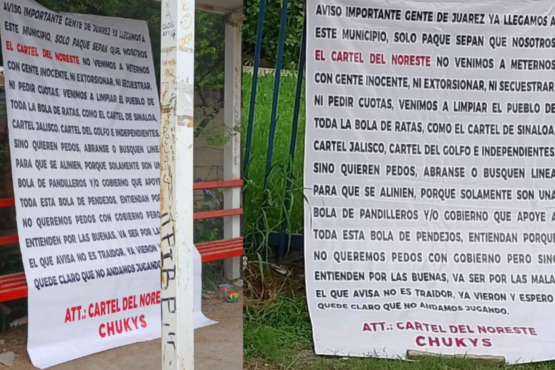 AVISO IMPORTANTE GENTE DE JUAREZ YA LLEGAMOS A
ESTE MUNICIPIO, SOLO PAQUE SEPAN QUE NOSOTROS
EL CARTEL DEL NORESTE NO VENIMOS A METERNOS
CON GENTE INOCENTE, NI EXTORSIONAR, NI SECUESTRAR,
NI PEDIR CUOTAS, VENIMOS A LIMPIAR EL PUEBLO DE
TODA LA BOLA DE RATAS, COMO EL CARTEL DE SINALOA,
CARTEL JALISCO, CARTEL DEL GOLFO E INDEPENDIENTES,
SINO QUIEREN PEDOS, ABRANSE O BUSQUEN LINEA
PARA QUE SE ALINIEN, PORQUE SOLAMENTE SON UNA
BOLA DE PANDILLEROS Y/O GOBIERNO QUE APOYE
TODA ESTA BOLA DE PENDEJOS,
NO QUEREMOS PEDOS CON GOBIERNO PERO
ENTIENDEN POR LAS BUENAS, VA SER POR
EL QUE AVISA NO ES TRAIDOR, YA VIERON
QUEDE CLARO QUE NO ANDAMOS JUGANDO.
ATT.: CARTEL DEL
CHUKYS
AVISO IMPORTANTE GENTE DE JUAREZ YA LLEGAMOS A
ESTE MUNICIPIO, SOLO PAQUE SEPAN QUE NOSOTROS
EL CARTEL DEL NORESTE NO VENIMOS A METERNOS
CON GENTE INOCENTE, NI EXTORSIONAR, NI SECUESTRAR,
NI PEDIR CUOTAS, VENIMOS A LIMPIAR EL PUEBLO DE
TODA LA BOLA DE RATAS, COMO EL CARTEL DE SINALOA,
CARTEL JALISCO, CARTEL DEL GOLFO E INDEPENDIENTES,
SINO QUIEREN PEDOS, ABRANSE O BUSQUEN LINEA
PARA QUE SE ALINIEN, PORQUE SOLAMENTE SON UNA
BOLA DE PANDILLEROS Y/O GOBIERNO QUE APOYE A
TODA ESTA BOLA DE PENDEJOS, ENTIENDAN PORQUE
NO QUEREMOS PEDOS CON GOBIERNO PERO SINO
ENTIENDEN POR LAS BUENAS, VA SER POR LAS MALAS
EL QUE AVISA NO ES TRAIDOR, YA VIERON Y ESPERO
QUEDE CLARO QUE NO ANDAMOS JUGANDO.
ATT.: CARTEL DEL NORESTE
CHUKYS